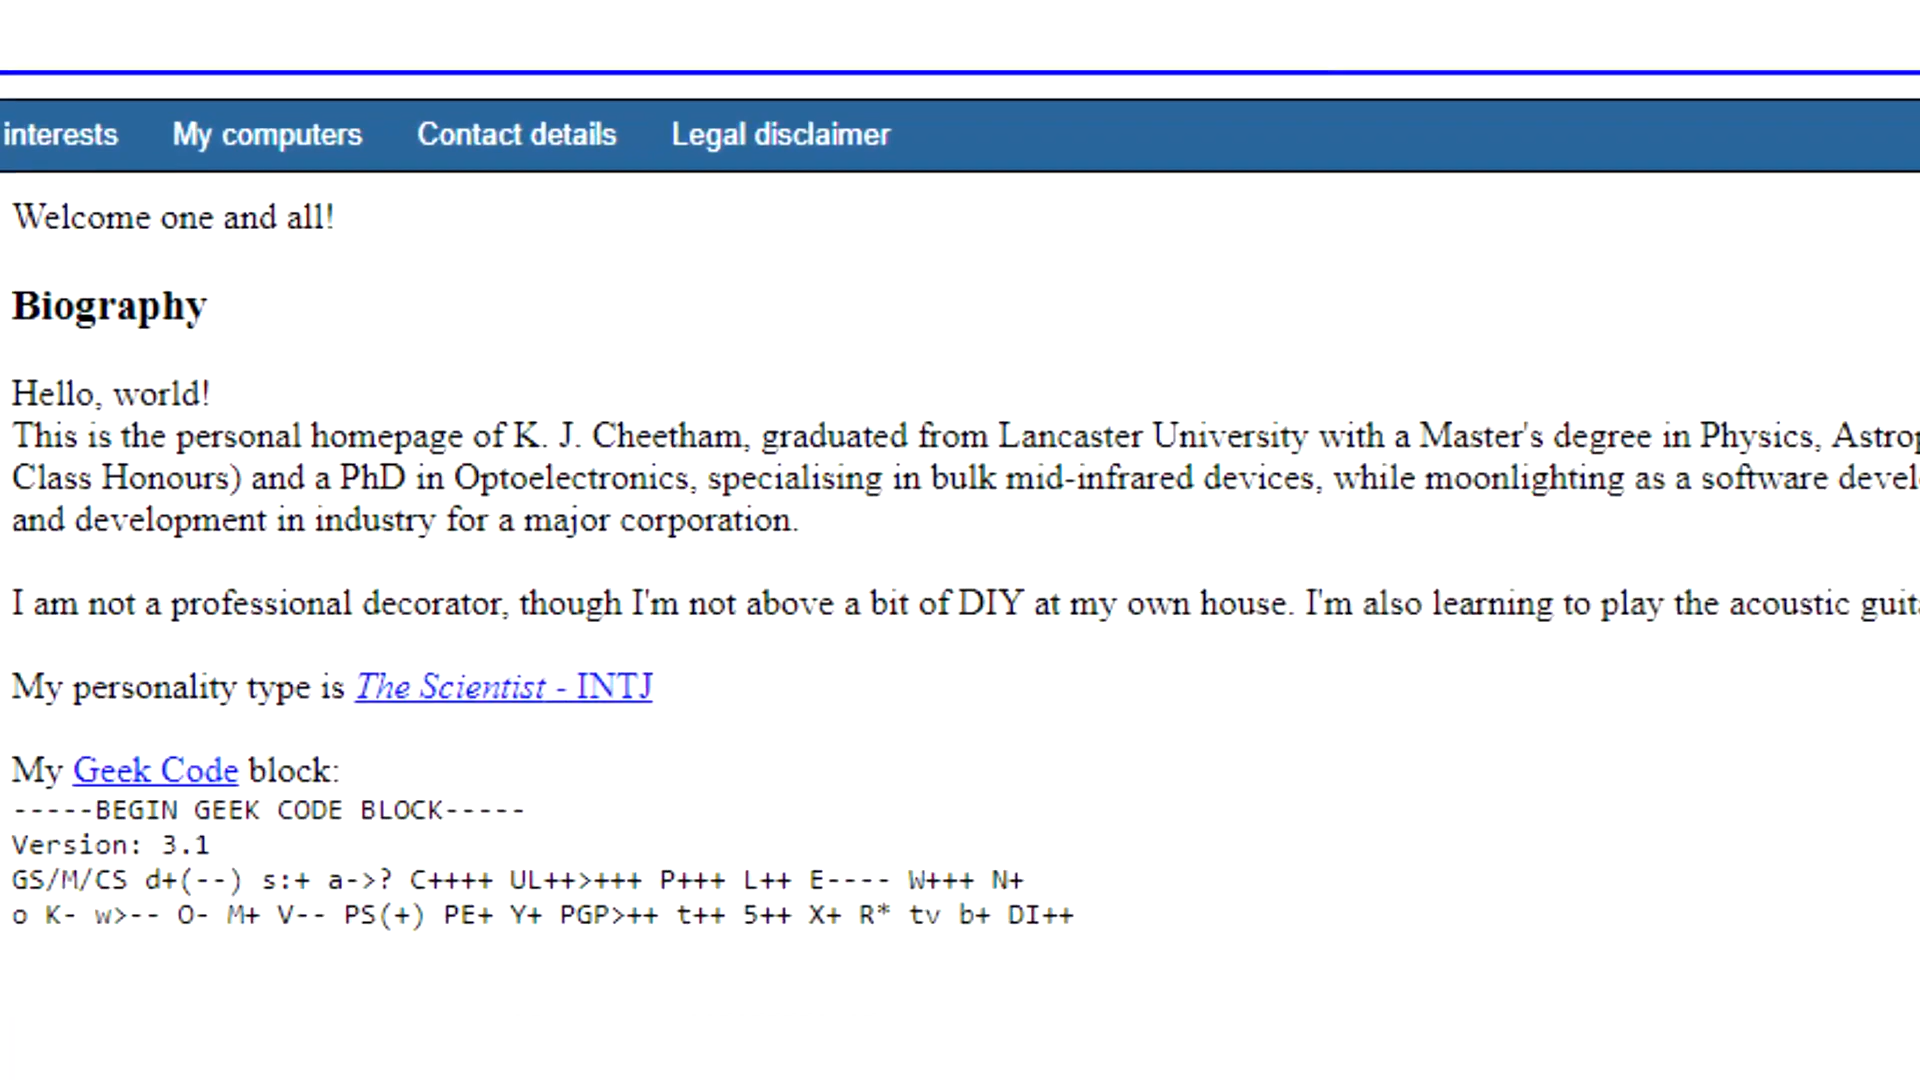 interests My computers Contact details Legal disclaimer
Welcome one and all!
Biography
Hello, world!
This is the personal homepage of K. J. Cheetham, graduated from Lancaster University with a Master's degree in Physics,
Class Honours) and a PhD in Optoelectronics, specialising in bulk mid-infrared devices, while moonlighting as a software
and development in industry for a major corporation.
I am not a professional decorator, though I'm not above a bit of DIY at my own house. I'm also learning to play the acoustic
My personality type is The Scientist - INTJ
My Geek Code block:
-----BEGIN GEEK CODE BLOCK-----
Version: 3.1
GS/M/CS d+(--) s:+ a->? C++++ UL++>+++ P+++ L++ E---- W+++ N+
o K- w>-- O- M+ V-- PS(+) PE+ Y+ PGP>++ t++ 5++ X+ R* tv b+ DI++